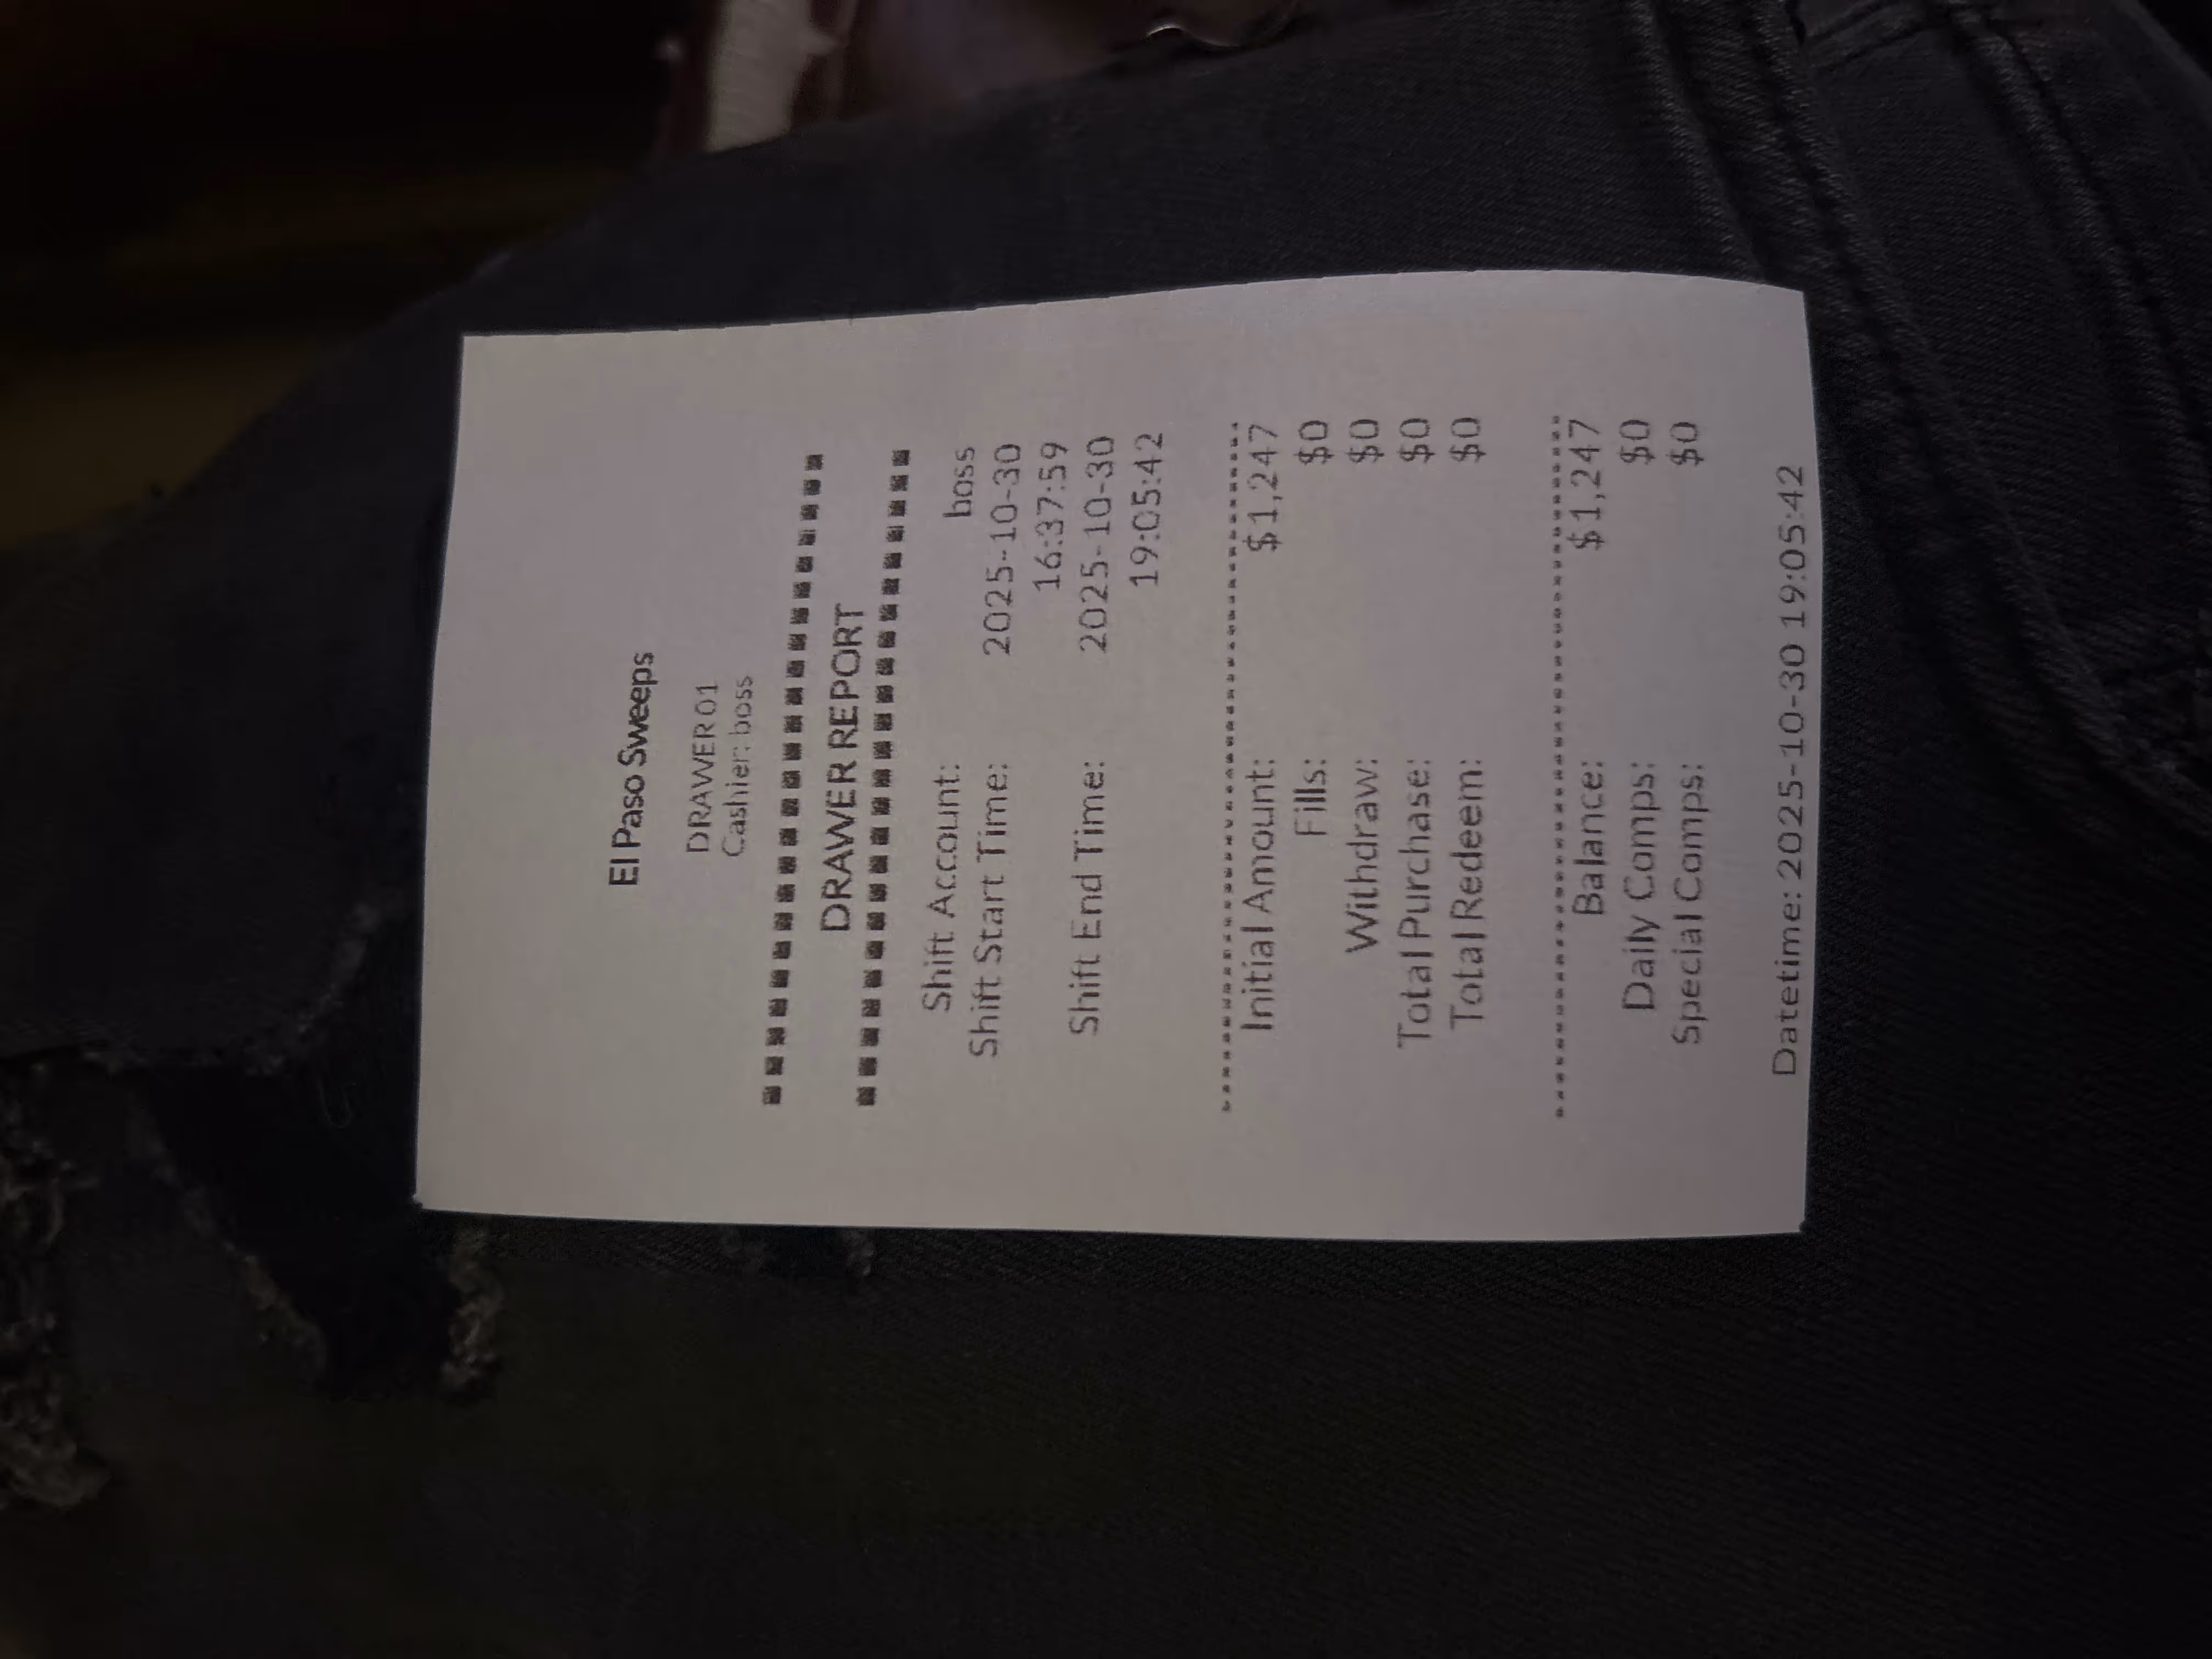 El Paso Sweeps
DRAWER 01
Cashier: boss
DRAWER REPORT
Shift Account: boss
Shift Start Time: 2025-10-30
16:37:59
Shift End Time: 2025-10-30
19:05:42
Initial Amount: $1,247
Fills: $0
Withdraw: $0
Total Purchase: $0
Total Redeem: $0
Balance: $1,247
Daily Comps: $0
Special Comps: $0
Datetime: 2025-10-30 19:05:42